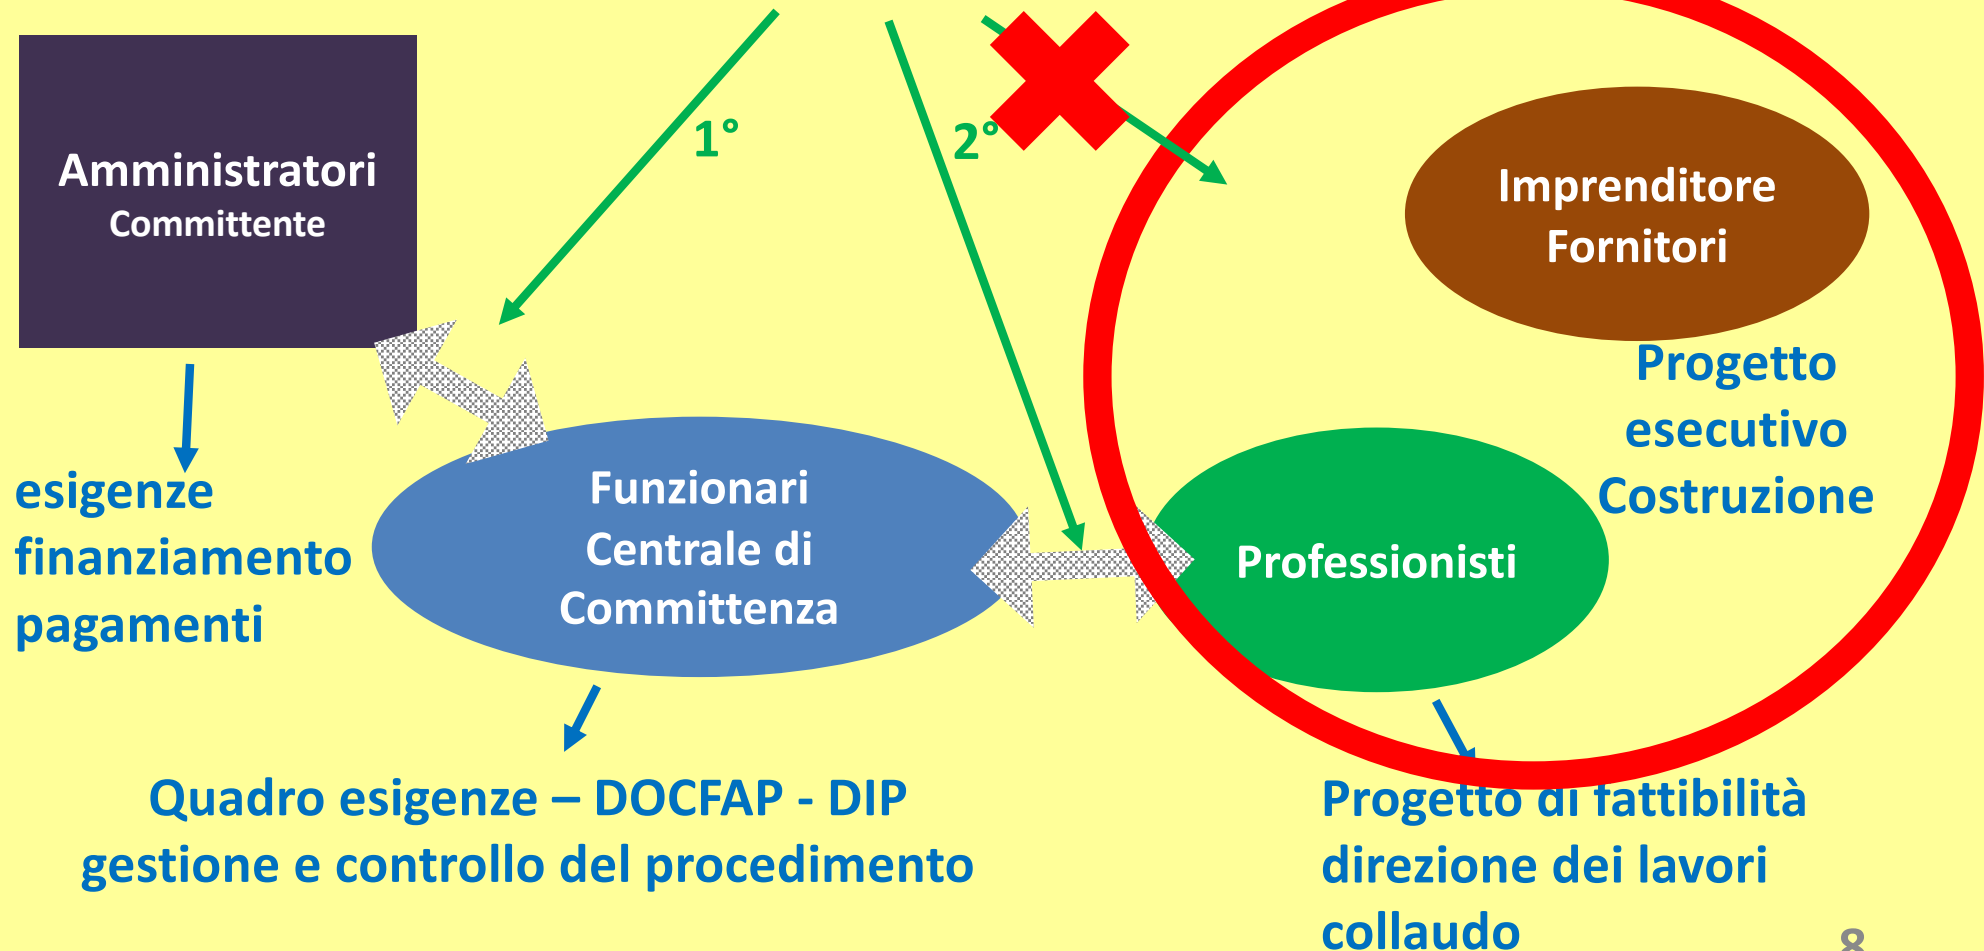 1°
2°
Amministratori
Committente
Imprenditore
Fornitori
Progetto
esecutivo
Costruzione
esigenze
finanziamento
pagamenti
Funzionari
Centrale di
Committenza
Professionisti
Quadro esigenze – DOCFAP - DIP
gestione e controllo del procedimento
Progetto di fattibilità
direzione dei lavori
collaudo
8